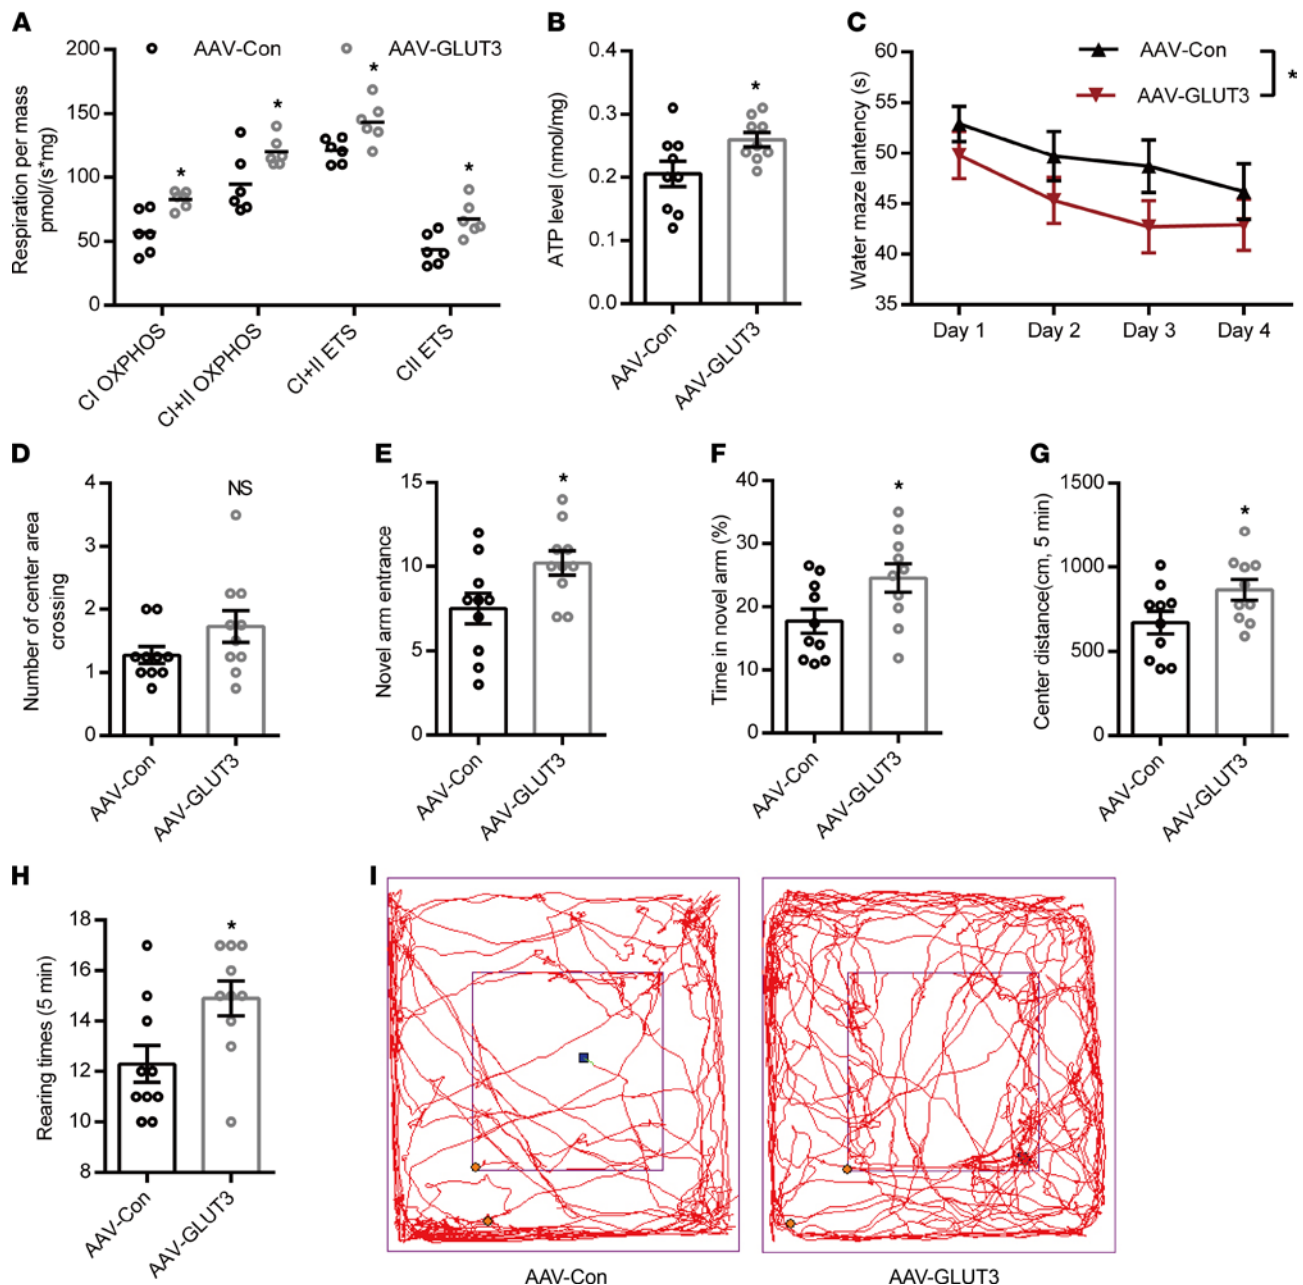 A
AAV-Con
AAV-GLUT3
Respiration per mass
pmol/(s*mg)
200
150
100
50
0
*
*
*
*
CI OXPHOS
CI+II OXPHOS
CI+II ETS
CII ETS
B
ATP level (nmol/mg)
0.4
0.3
0.2
0.1
0.0
*
AAV-Con
AAV-GLUT3
C
Water maze lantency (s)
60
55
50
45
40
35
AAV-Con
AAV-GLUT3
*
Day 1
Day 2
Day 3
Day 4
D
Number of center area
crossing
4
3
2
1
0
NS
AAV-Con
AAV-GLUT3
E
Novel arm entrance
15
10
5
0
*
AAV-Con
AAV-GLUT3
F
Time in novel arm (%)
40
30
20
10
0
*
AAV-Con
AAV-GLUT3
G
Center distance(cm, 5 min)
1500
1000
500
0
*
AAV-Con
AAV-GLUT3
H
Rearing times (5 min)
18
16
14
12
10
8
*
AAV-Con
AAV-GLUT3
I
AAV-Con
AAV-GLUT3